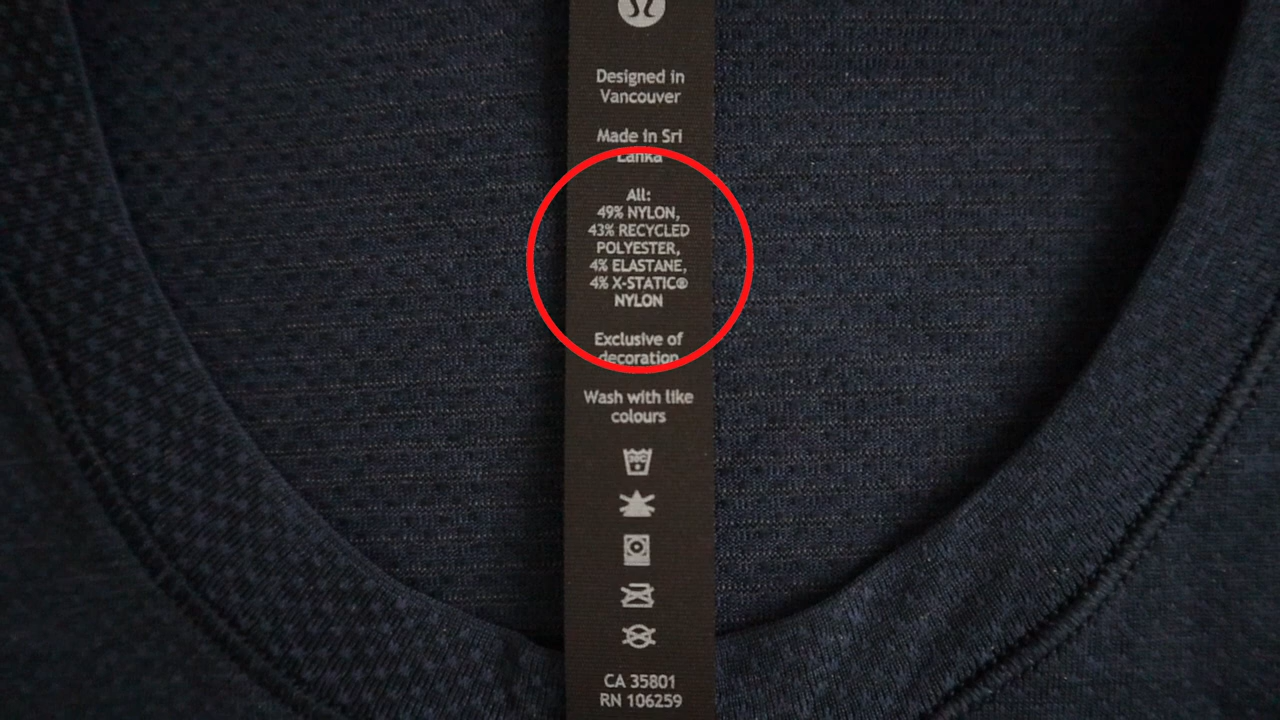 Designed in
Vancouver
Made in Sri
Lanka
All:
49% NYLON,
43% RECYCLED
POLYESTER,
4% ELASTANE,
4% X-STATIC®
NYLON
Exclusive of
decoration
Wash with like
colours
30C
CA 35801
RN 106259